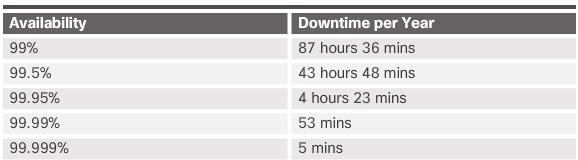 Availability Downtime per Year
99% 87 hours 36 mins
99.5% 43 hours 48 mins
99.95% 4 hours 23 mins
99.99% 53 mins
99.999% 5 mins